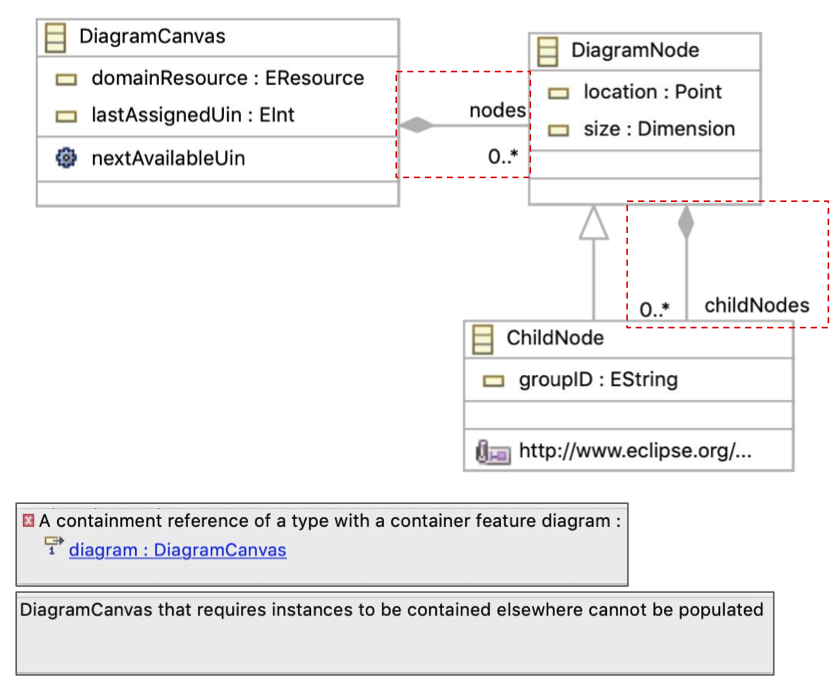 DiagramCanvas
domainResource : EResource
lastAssignedUin : EInt
nextAvailableUin
nodes
0..*
DiagramNode
location : Point
size : Dimension
0..*
childNodes
ChildNode
groupID : EString
http://www.eclipse.org/...
A containment reference of a type with a container feature diagram :
diagram : DiagramCanvas
DiagramCanvas that requires instances to be contained elsewhere cannot be populated